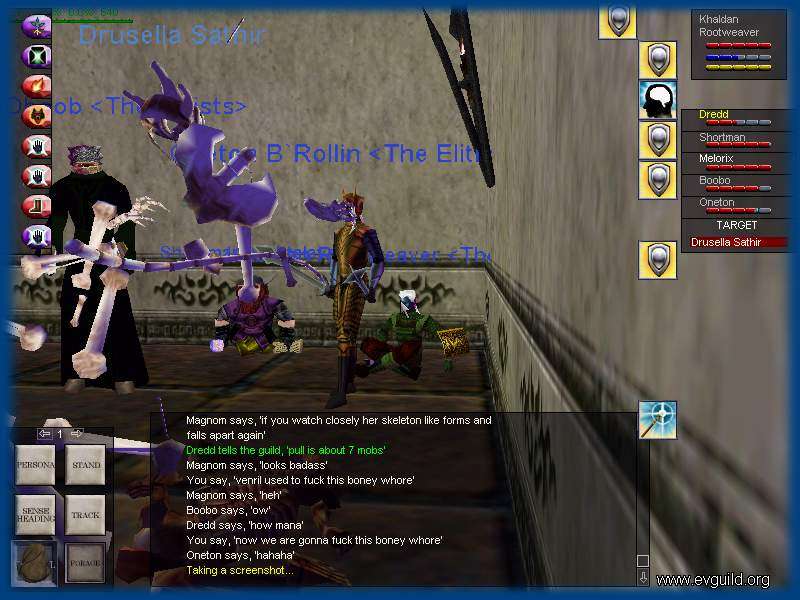 Drusella Sathir
Khaldan
Rootweaver
B`Rollin <The
Dredd
Shortman
Melorix
Boobo
Oneton
TARGET
Drusella Sathir
1
PERSONA STAND
SENSE HEADING TRACK
FORAGE
Magnom says, 'if you watch closely her skeleton like forms and
falls apart again'
Dredd tells the guild, 'pull is about 7 mobs'
Magnom says, 'looks badass'
You say, 'venril used to fuck this boney whore'
Magnom says, 'heh'
Boobo says, 'ow'
Dredd says, 'how mana'
You say, 'now we are gonna fuck this boney whore'
Oneton says, 'hahaha'
Taking a screenshot...
www.evguild.org